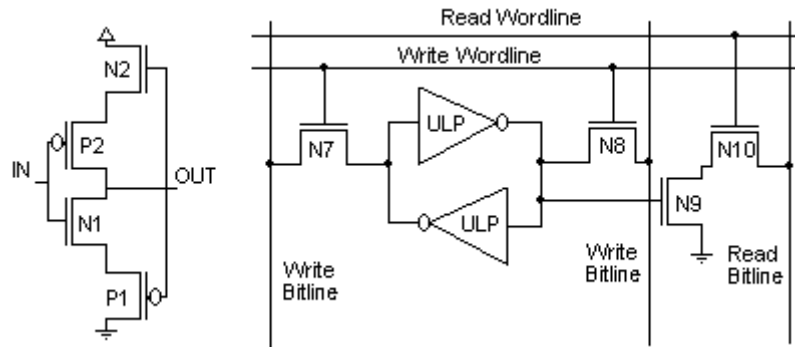 Read Wordline
Write Wordline
N2
P2
IN
OUT
N1
P1
ULP
N7
N8
N10
ULP
N9
Write
Bitline
Write
Bitline
Read
Bitline